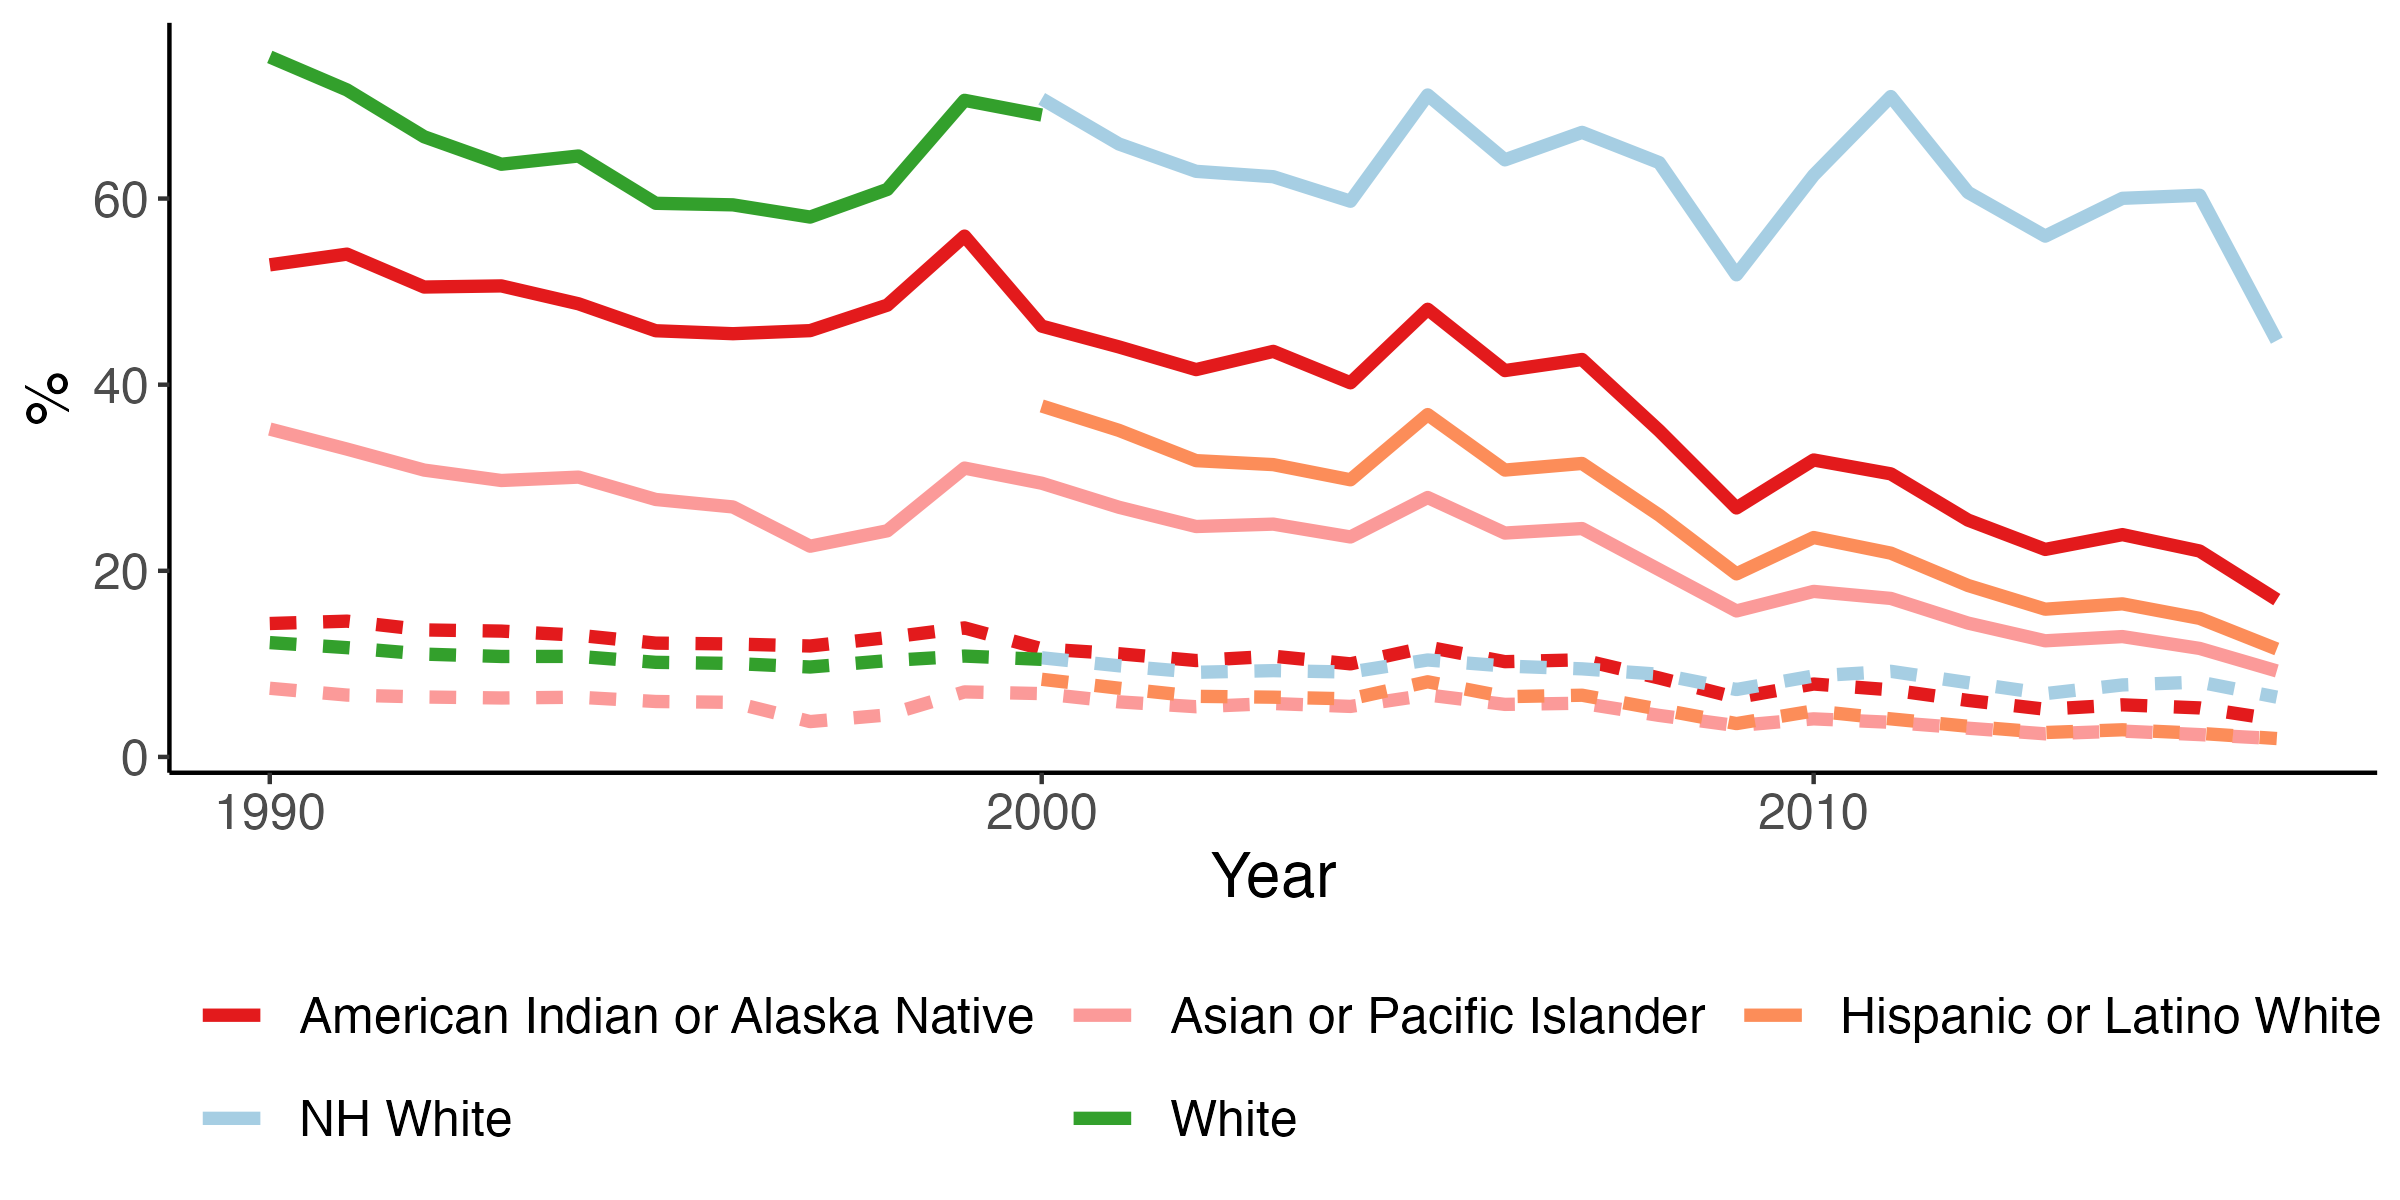 %
60
40
20
0
1990 2000 2010
Year
American Indian or Alaska Native Asian or Pacific Islander Hispanic or Latino White
NH White White